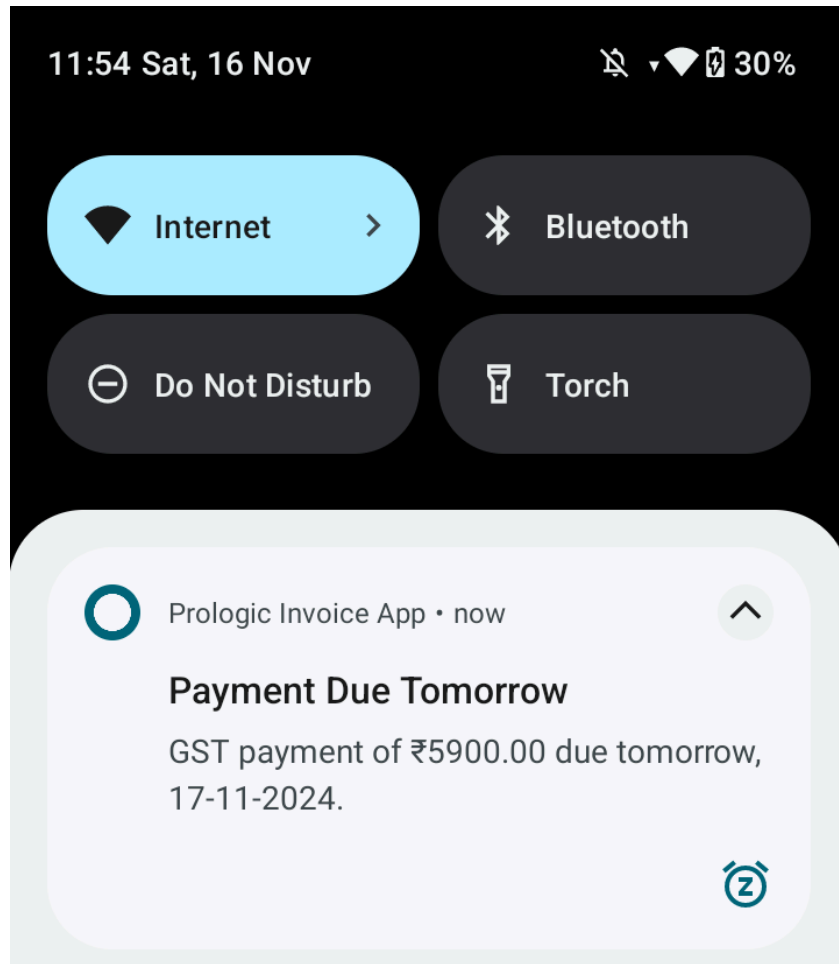 11:54 Sat, 16 Nov 30%
Internet
Bluetooth
Do Not Disturb
Torch
Prologic Invoice App • now
Payment Due Tomorrow
GST payment of ₹5900.00 due tomorrow,
17-11-2024.
z